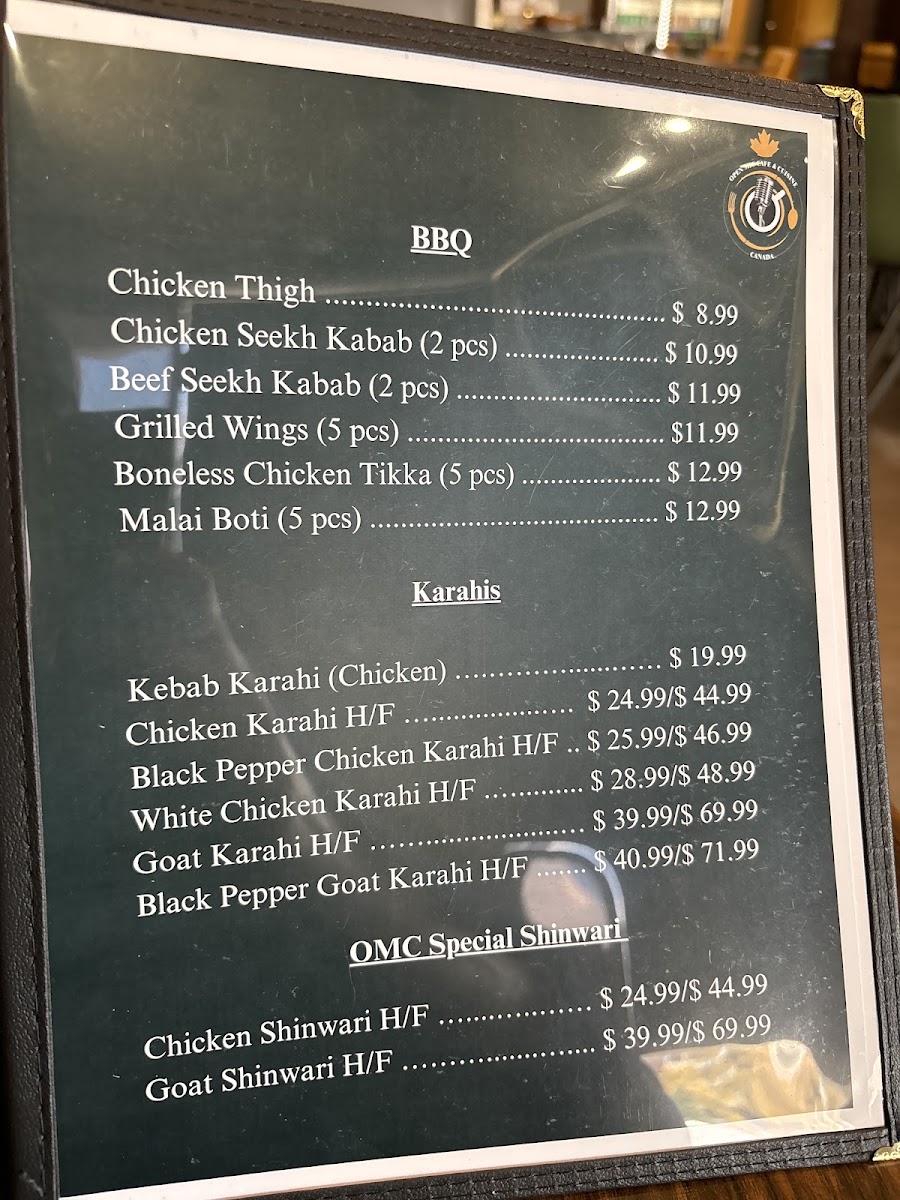 OPEN MIC CAFE & CUISINE
CANADA
BBQ
Chicken Thigh ........................................ $ 8.99
Chicken Seekh Kabab (2 pcs) ...................... $ 10.99
Beef Seekh Kabab (2 pcs) ............................. $ 11.99
Grilled Wings (5 pcs) ..................................... $11.99
Boneless Chicken Tikka (5 pcs) .................... $ 12.99
Malai Boti (5 pcs) .......................................... $ 12.99
Karahis
Kebab Karahi (Chicken) ............................. $ 19.99
Chicken Karahi H/F ........................ $ 24.99/$ 44.99
Black Pepper Chicken Karahi H/F .. $ 25.99/$ 46.99
White Chicken Karahi H/F ............. $ 28.99/$ 48.99
Goat Karahi H/F ............................... $ 39.99/$ 69.99
Black Pepper Goat Karahi H/F ....... $ 40.99/$ 71.99
OMC Special Shinwari
Chicken Shinwari H/F ..................... $ 24.99/$ 44.99
Goat Shinwari H/F ........................... $ 39.99/$ 69.99